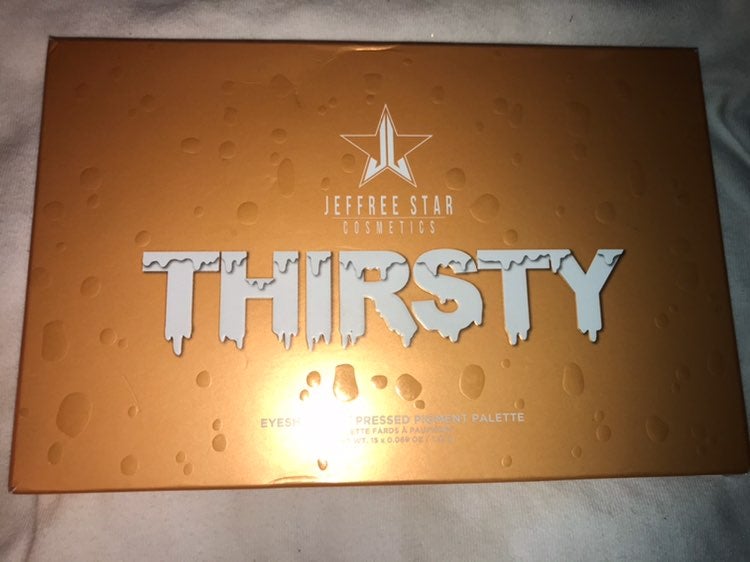 JEFFREE STAR
COSMETICS
THIRSTY
PRESSED PIGMENT PALETTE
FARDS À
15 x 0.069 OZ